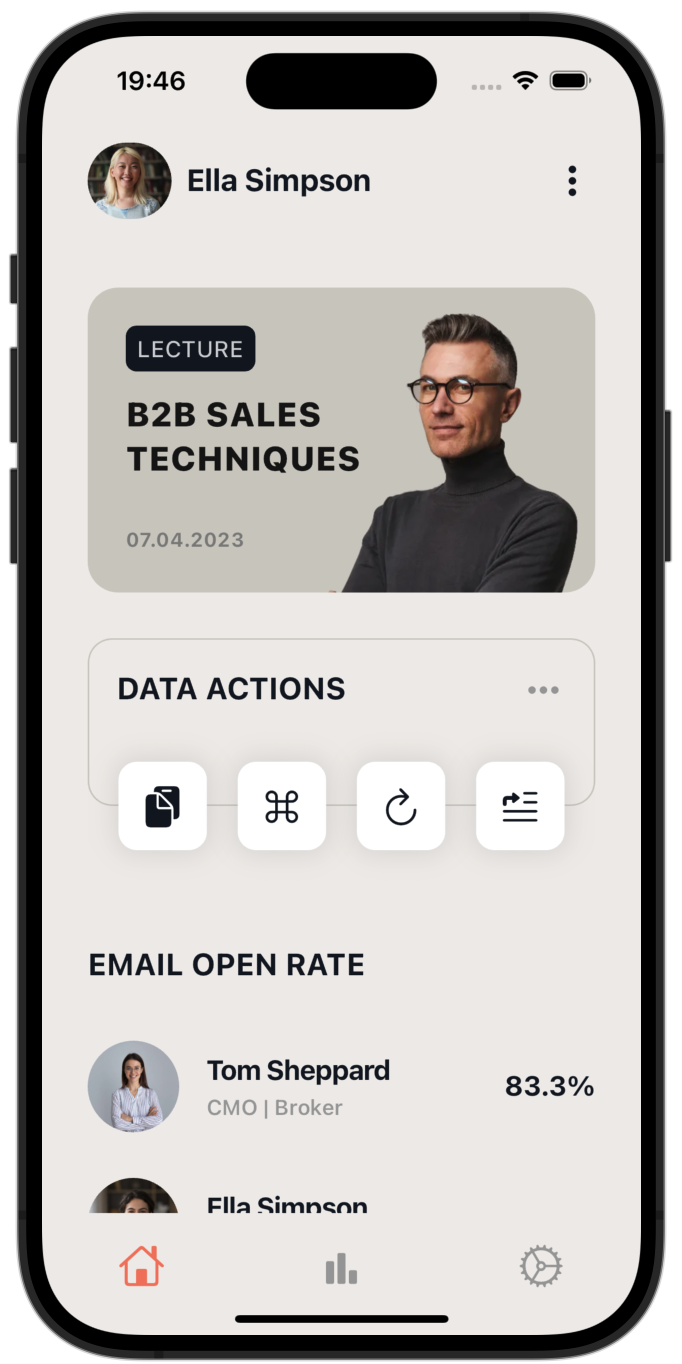 19:46
Ella Simpson
LECTURE
B2B SALES
TECHNIQUES
07.04.2023
DATA ACTIONS
EMAIL OPEN RATE
Tom Sheppard
83.3%
CMO | Broker
Ella Simpson